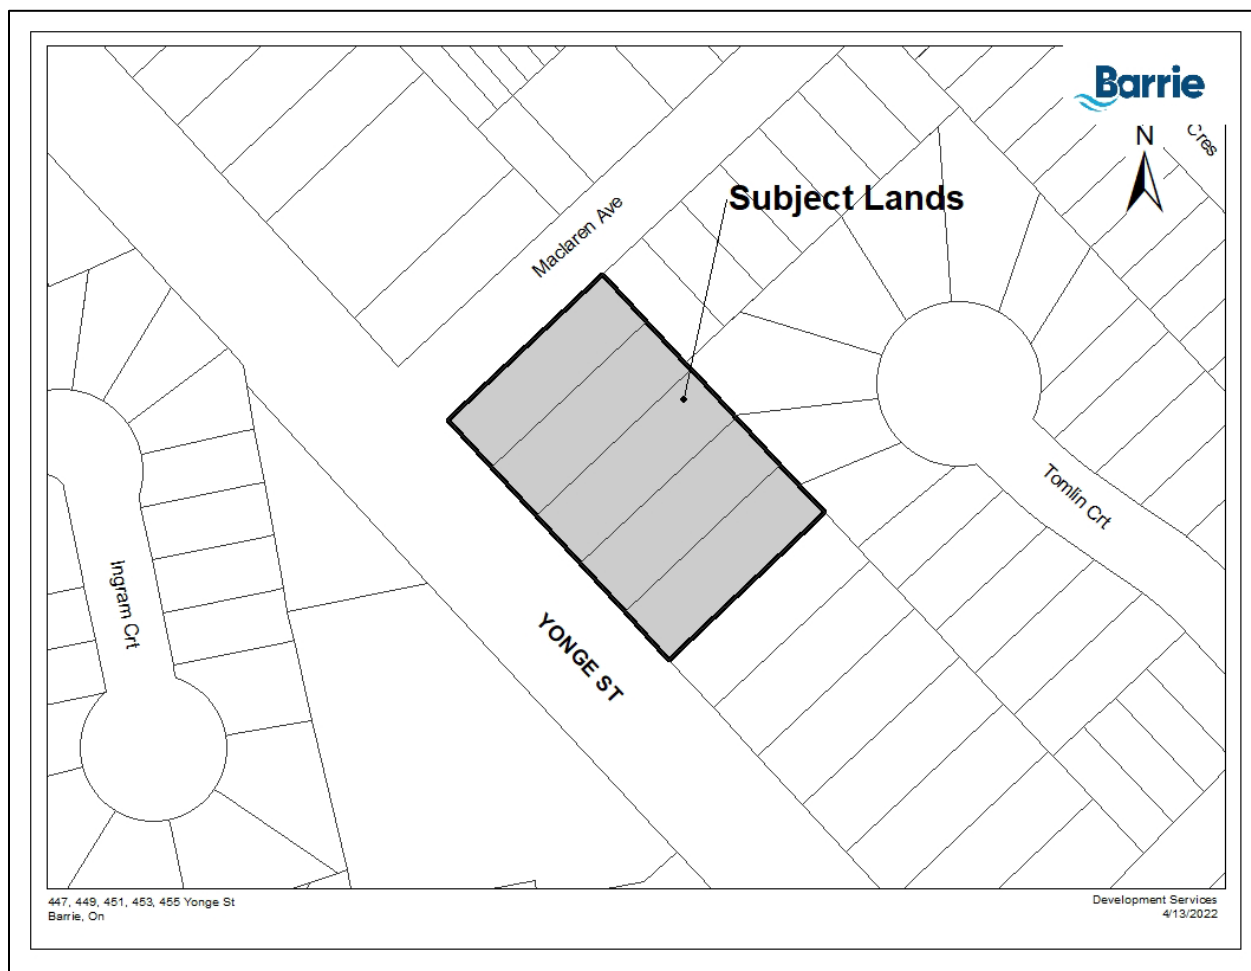 Barrie
N
Cres
Subject Lands
Maclaren Ave
Tomlin Crt
Ingram Crt
YONGE ST
447, 449, 451, 453, 455 Yonge St
Barrie, On
Development Services
4/13/2022